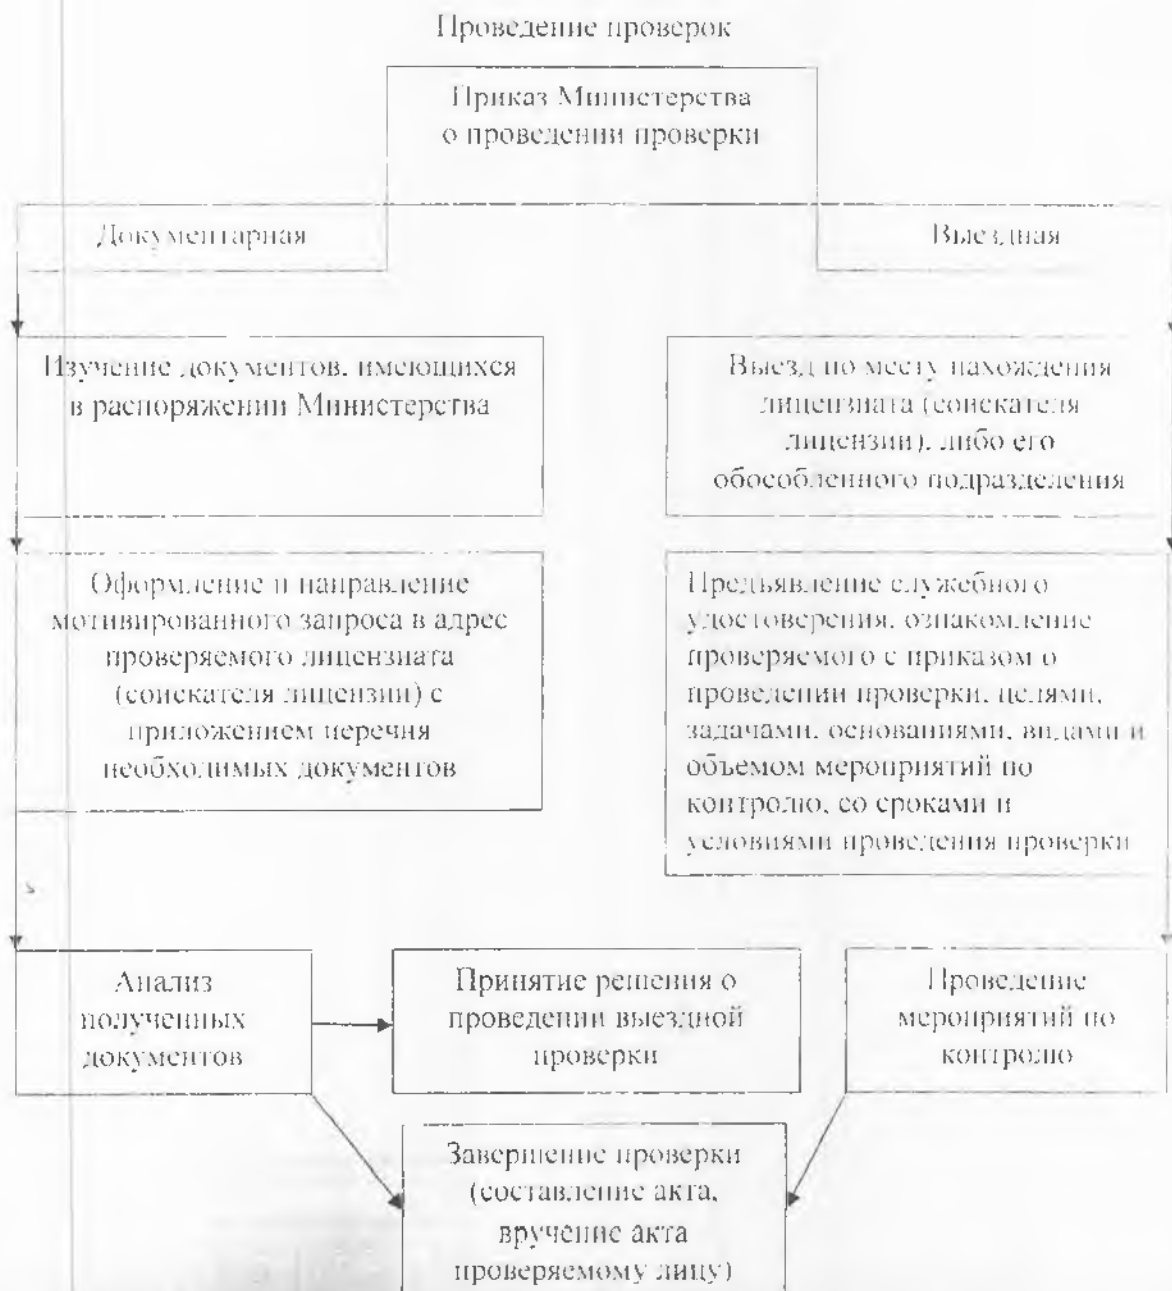 Проведение проверок
Приказ Министерства
о проведении проверки
Документарная
Выездная
Изучение документов, имеющихся
в распоряжении Министерства
Выезд по месту нахождения
лицензиата (соискателя
лицензии), либо его
обособленного подразделения
Оформление и направление
мотивированного запроса в адрес
проверяемого лицензиата
(соискателя лицензии) с
приложением перечня
необходимых документов
Предъявление служебного
удостоверения, ознакомление
проверяемого с приказом о
проведении проверки, целями,
задачами, основаниями, видами и
объемом мероприятий по
контролю, со сроками и
условиями проведения проверки
Анализ
полученных
документов
Принятие решения о
проведении выездной
проверки
Проведение
мероприятий по
контролю
Завершение проверки
(составление акта,
вручение акта
проверяемому лицу)